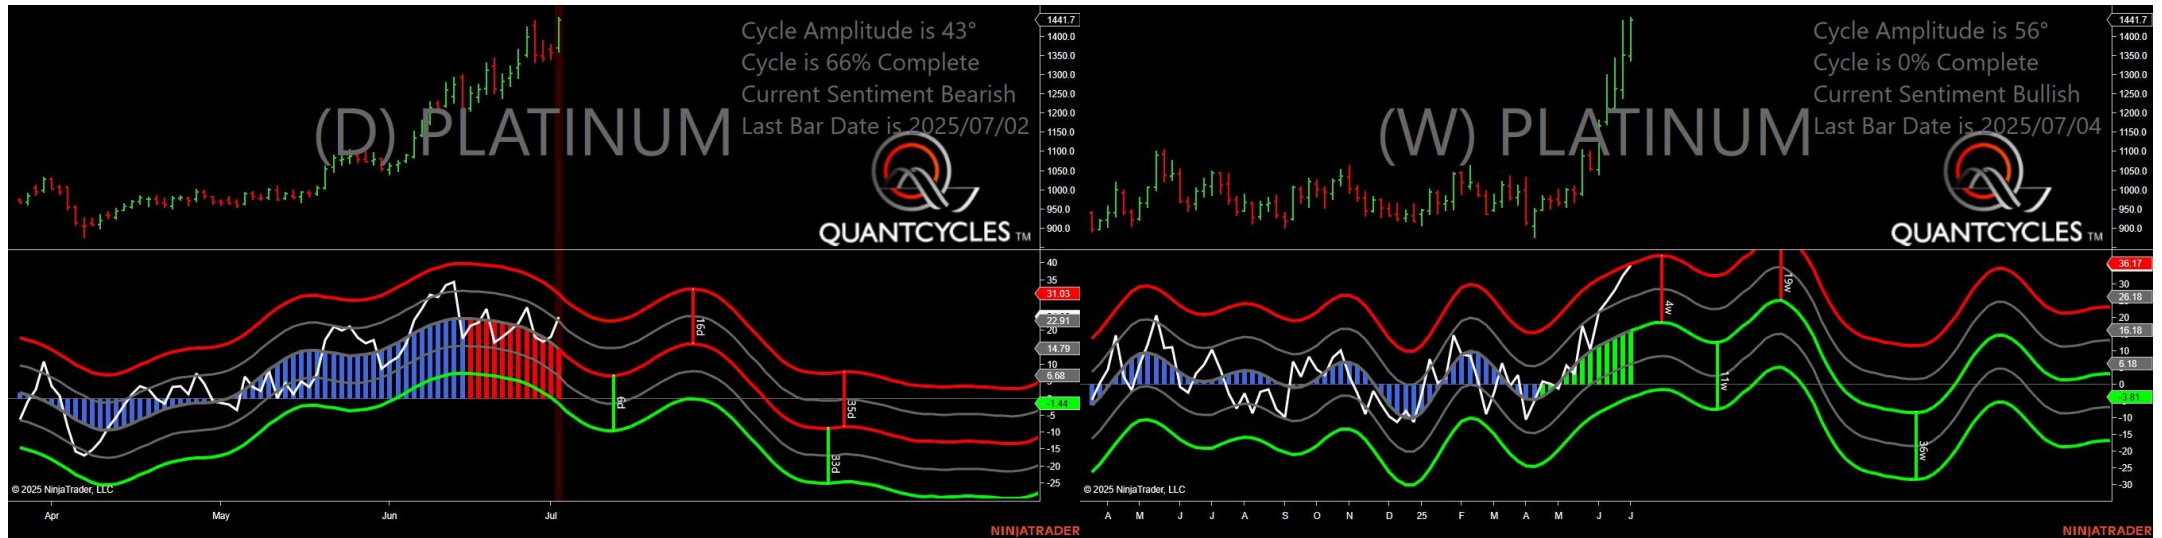 Cycle Amplitude is 43°
Cycle is 66% Complete
Current Sentiment Bearish
Last Bar Date is 2025/07/02
(D) PLATINUM
QUANTCYCLES TM
1441.7
1400.0
1350.0
1300.0
1250.0
1200.0
1150.0
1100.0
1050.0
1000.0
950.0
900.0
40
35
31.03
22.91
20
14.79
10
6.68
-1.44
-5
-10
-15
-20
-25
16d
6d
35d
33d
© 2025 NinjaTrader, LLC
Apr May Jun Jul
NINJATRADER
Cycle Amplitude is 56°
Cycle is 0% Complete
Current Sentiment Bullish
Last Bar Date is 2025/07/04
(W) PLATINUM
QUANTCYCLES TM
1441.7
1400.0
1350.0
1300.0
1250.0
1200.0
1150.0
1100.0
1050.0
1000.0
950.0
900.0
36.17
26.18
20
16.18
10
6.18
0
-3.81
-10
-15
-20
-25
-30
4w
19w
11w
36w
© 2025 NinjaTrader, LLC
A M J J A S O N D 25 F M A M J J
NINJATRADER